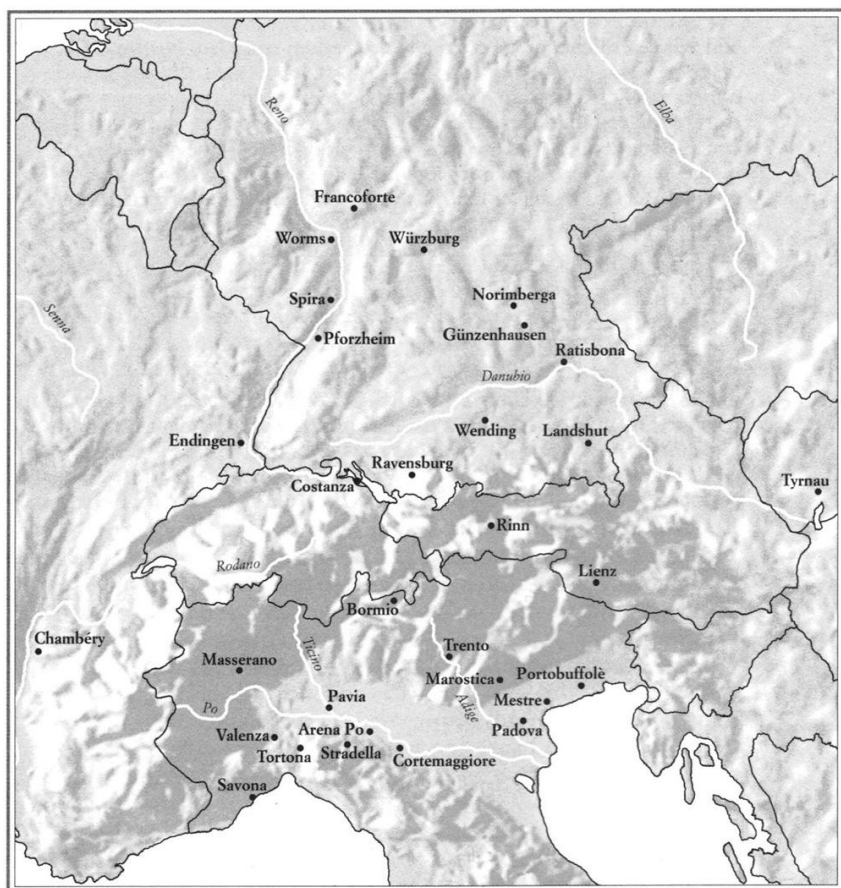 Reno
Elba
Francoforte
Worms
Würzburg
Senna
Spira
Norimberga
Pforzheim
Günzenhausen
Ratisbona
Danubio
Endingen
Wending
Landshut
Ravensburg
Costanza
Tyrnau
Rinn
Rodano
Lienz
Bormio
Chambéry
Trento
Masserano
Ticino
Marostica
Portobuffolè
Po
Pavia
Adige
Mestre
Valenza
Arena Po
Padova
Tortona
Stradella
Cortemaggiore
Savona